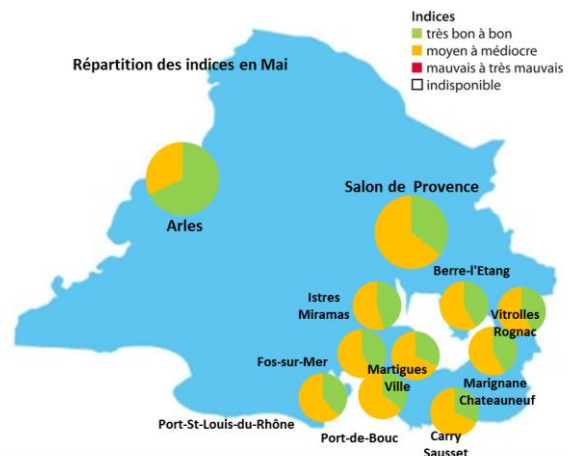 Indices
très bon à bon
moyen à médiocre
mauvais à très mauvais
indisponible
Répartition des indices en Mai
Arles
Salon de Provence
Berre-l'Etang
Istres
Miramas
Vitrolles
Rognac
Fos-sur-Mer
Martigues
Ville
Marignane
Chateauneuf
Port-St-Louis-du-Rhône
Port-de-Bouc
Carry
Sausset